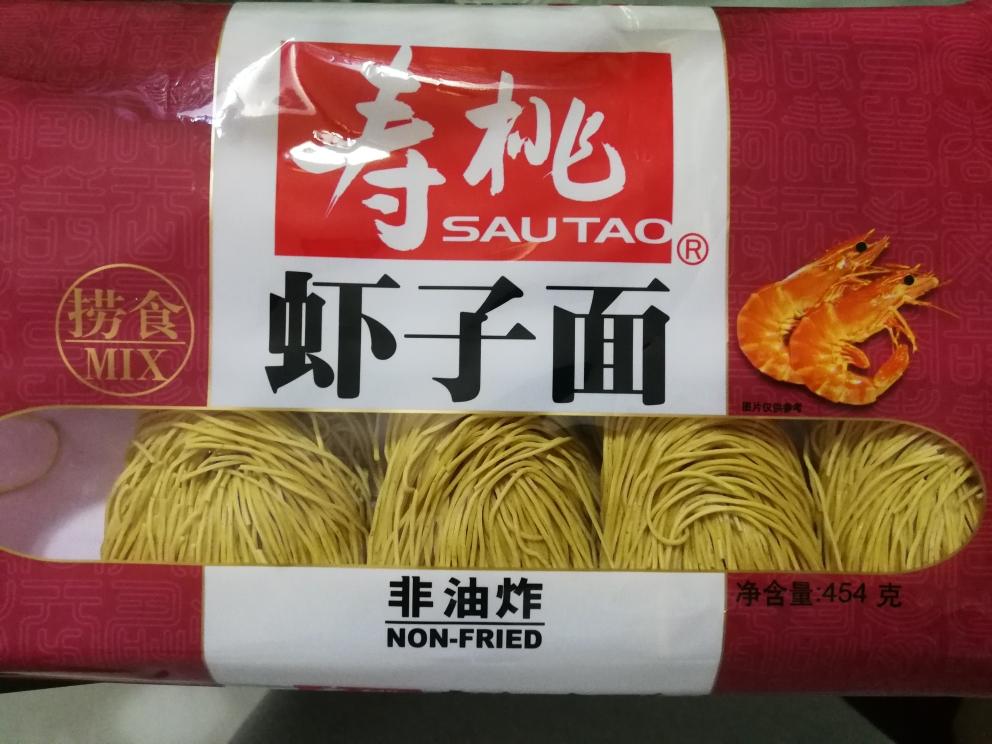 寿桃
SAUTAO®
虾子面
捞食
MIX
图片仅供参考
非油炸
NON-FRIED
净含量:454 克